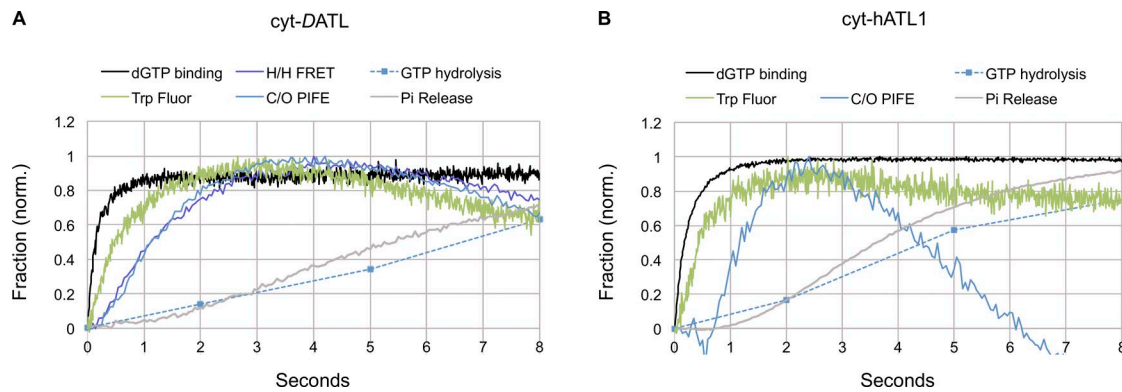 A
cyt-DATL
dGTP binding H/H FRET GTP hydrolysis
Trp Fluor C/O PIFE Pi Release
Fraction (norm.)
1.2
1
0.8
0.6
0.4
0.2
0
0 1 2 3 4 5 6 7 8
Seconds
B
cyt-hATL1
dGTP binding GTP hydrolysis
Trp Fluor C/O PIFE Pi Release
Fraction (norm.)
1.2
1
0.8
0.6
0.4
0.2
0
0 1 2 3 4 5 6 7 8
Seconds